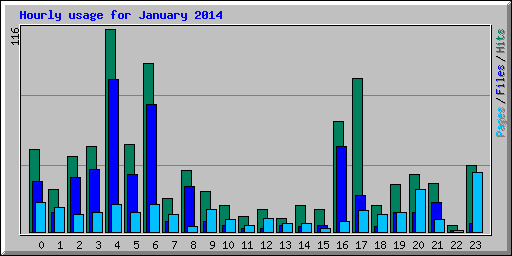 Hourly usage for January 2014
116
Pages/Files/Hits
0 1 2 3 4 5 6 7 8 9 10 11 12 13 14 15 16 17 18 19 20 21 22 23